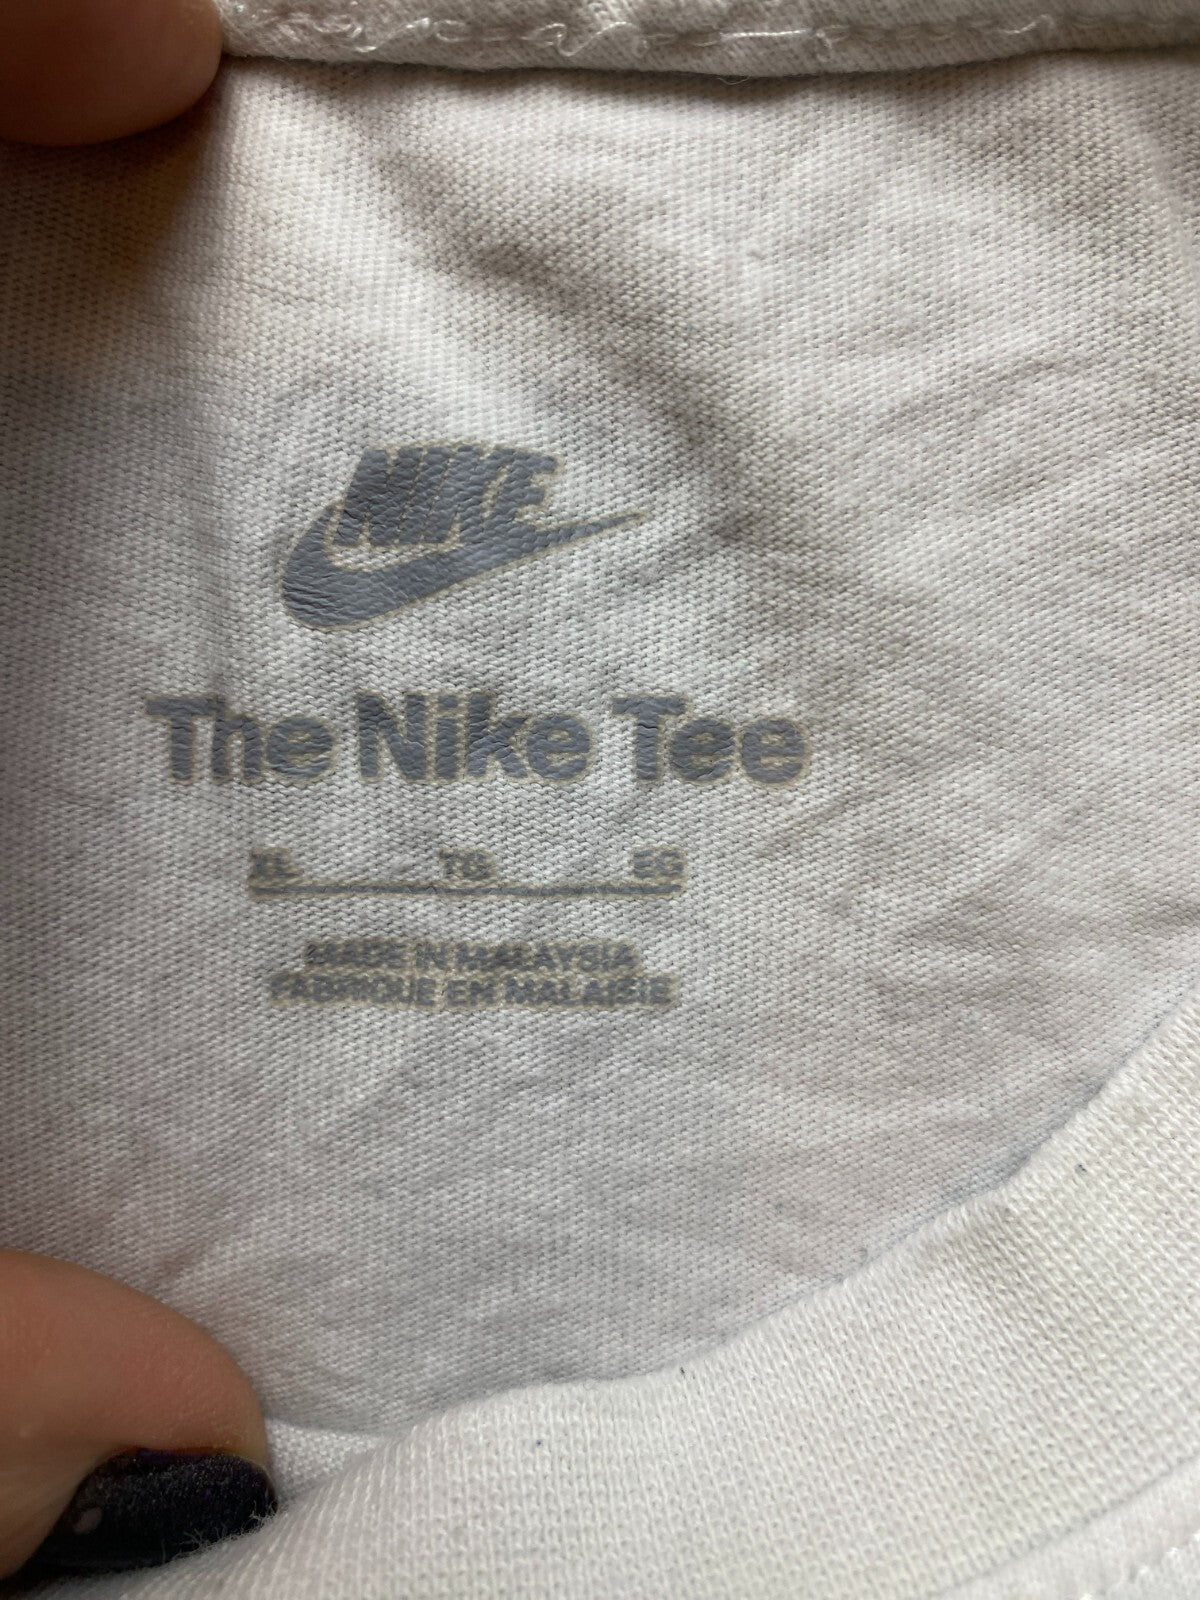 NIKE
The Nike Tee
XL TG EG
MADE IN MALAYSIA
FABRIQUE EN MALAISIE